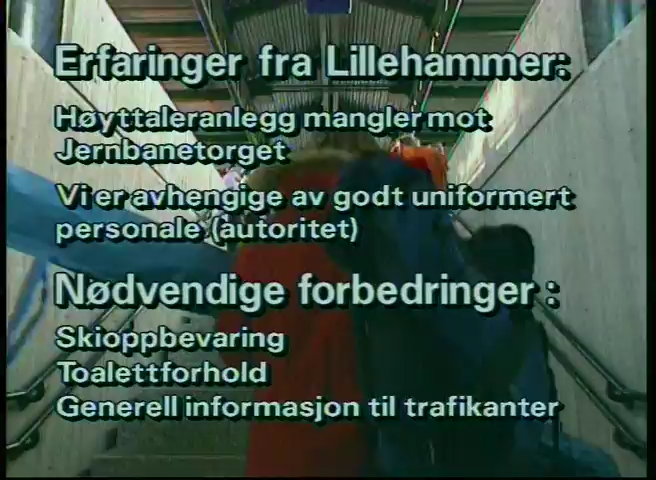 Erfaringer fra Lillehammer:
Høyttaleranlegg mangler mot
Jernbanetorget
Vi er avhengige av godt uniformert
personale (autoritet)
Nødvendige forbedringer :
Skioppbevaring
Toalettforhold
Generell informasjon til trafikanter